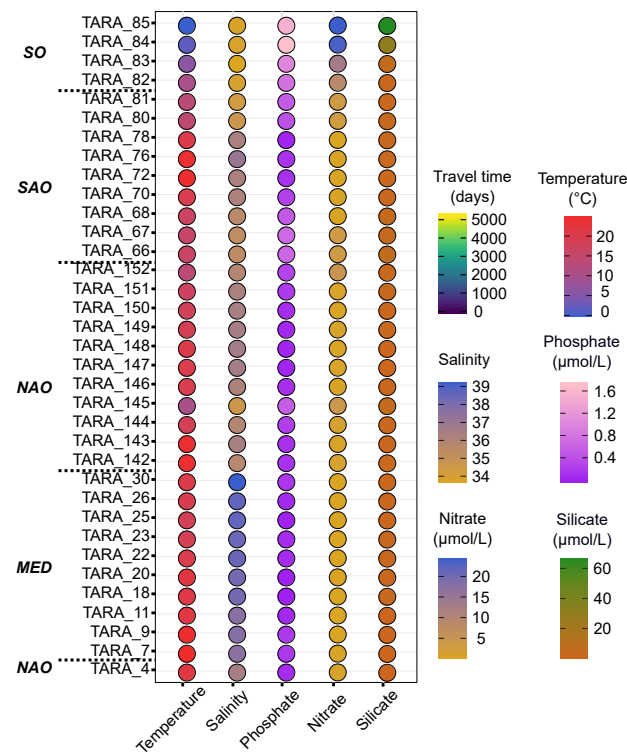 TARA_85
TARA_84
SO
TARA_83
TARA_82
TARA_81
TARA_80
TARA_78
TARA_76
SAO
TARA_72
TARA_70
TARA_68
TARA_67
TARA_66
TARA_152
TARA_151
TARA_150
TARA_149
TARA_148
TARA_147
NAO
TARA_146
TARA_145
TARA_144
TARA_143
TARA_142
TARA_30
TARA_26
TARA_25
TARA_23
TARA_22
MED
TARA_20
TARA_18
TARA_11
TARA_9
TARA_7
NAO
TARA_4
Temperature
Salinity
Phosphate
Nitrate
Silicate
Travel time
(days)
5000
4000
3000
2000
1000
0
Temperature
(°C)
20
15
10
5
0
Salinity
39
38
37
36
35
34
Phosphate
(µmol/L)
1.6
1.2
0.8
0.4
Nitrate
(µmol/L)
20
15
10
5
Silicate
(µmol/L)
60
40
20